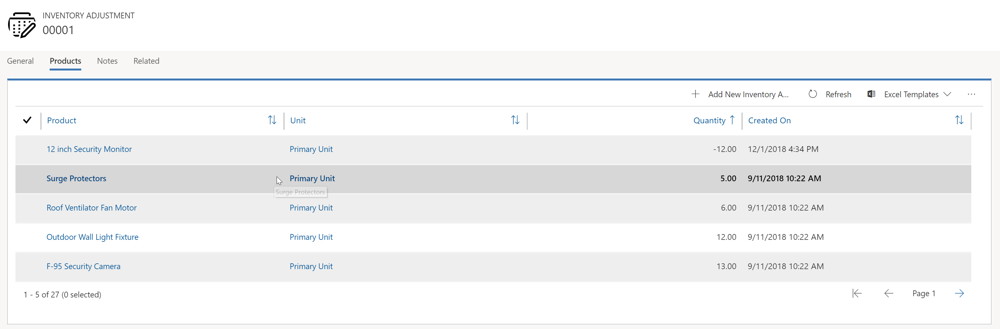 INVENTORY ADJUSTMENT
00001
General Products Notes Related
Add New Inventory A... Refresh Excel Templates ...
Product Unit Quantity Created On
12 inch Security Monitor Primary Unit -12.00 12/1/2018 4:34 PM
Surge Protectors Primary Unit 5.00 9/11/2018 10:22 AM
Surge Protectors
Roof Ventilator Fan Motor Primary Unit 6.00 9/11/2018 10:22 AM
Outdoor Wall Light Fixture Primary Unit 12.00 9/11/2018 10:22 AM
F-95 Security Camera Primary Unit 13.00 9/11/2018 10:22 AM
1 - 5 of 27 (0 selected) Page 1